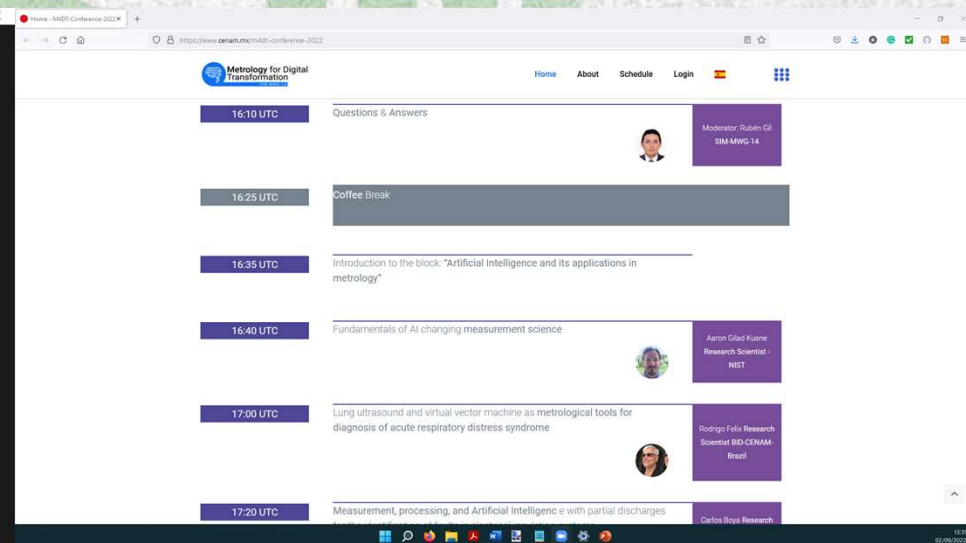 Home - M4DT-Conference-2022
https://www.cenam.mx/m4dt-conference-2022
Metrology for Digital
Transformation
Home About Schedule Login
16:10 UTC
Questions & Answers
Moderator: Rubén Gil
SIM-MWG-14
16:25 UTC
Coffee Break
16:35 UTC
Introduction to the block: "Artificial Intelligence and its applications in
metrology"
16:40 UTC
Fundamentals of AI changing measurement science
Aaron Gilad Kusne
Research Scientist -
NIST
17:00 UTC
Lung ultrasound and virtual vector machine as metrological tools for
diagnosis of acute respiratory distress syndrome
Rodrigo Felix Research
Scientist BID-CENAM-
Brazil
17:20 UTC
Measurement, processing, and Artificial Intelligenc e with partial discharges
Carlos Boya Research